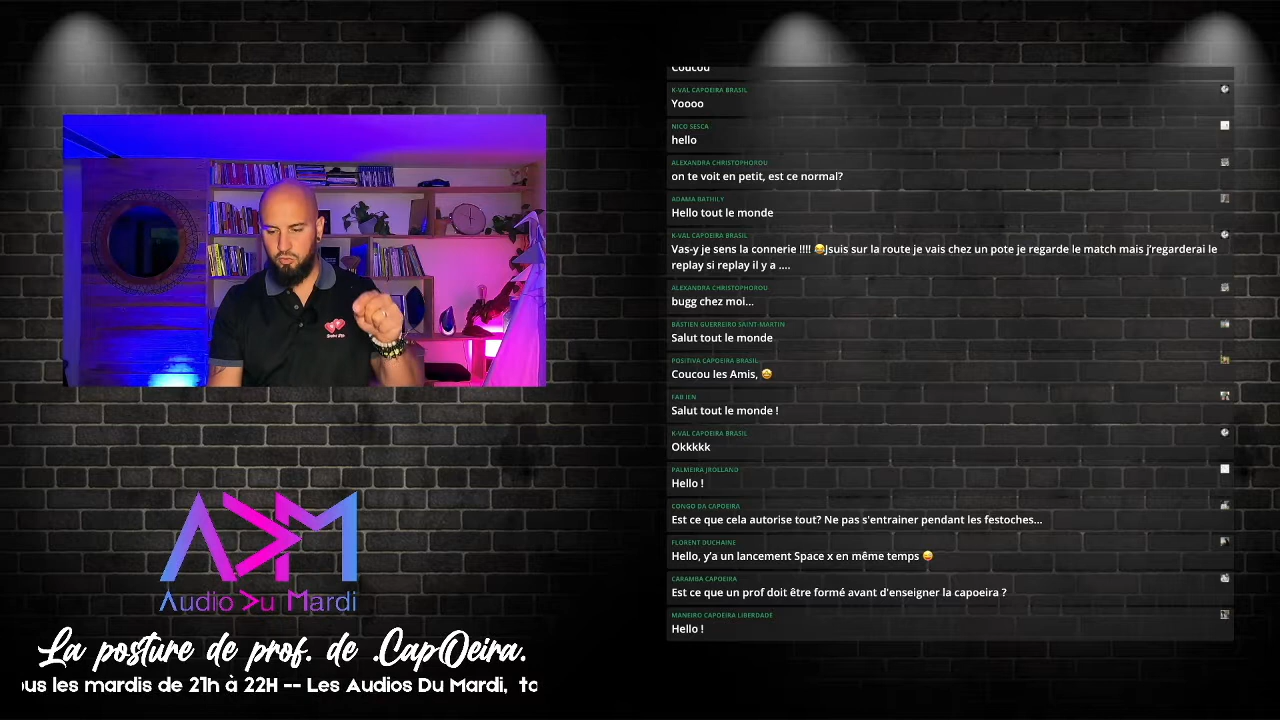 Coucou
K-VAL CAPOEIRA BRASIL
Yoooo
NICO SESCA
hello
ALEXANDRA CHRISTOPHOROU
on te voit en petit, est ce normal?
ADAMA BATHILY
Hello tout le monde
K-VAL CAPOEIRA BRASIL
Vas-y je sens la connerie !!!! 😂Jsuis sur la route je vais chez un pote je regarde le match mais j’regarderai le
replay si replay il y a ....
ALEXANDRA CHRISTOPHOROU
bugg chez moi...
BASTIEN GUERREIRO SAINT-MARTIN
Salut tout le monde
POSITIVA CAPOEIRA BRASIL
Coucou les Amis, 🤩
FAB IEN
Salut tout le monde !
K-VAL CAPOEIRA BRASIL
Okkkkk
PALMEIRA JROLLAND
Hello !
CONGO DA CAPOEIRA
Est ce que cela autorise tout? Ne pas s'entrainer pendant les festoches...
FLORENT DUCHAINE
Hello, y’a un lancement Space x en même temps 😅
CARAMBA CAPOEIRA
Est ce que un prof doit être formé avant d'enseigner la capoeira ?
MANEIRO CAPOEIRA LIBERDADE
Hello !
ADM
Audio Du Mardi
La posture de prof. de .CapOeira.
us les mardis de 21h à 22H -- Les Audios Du Mardi, to